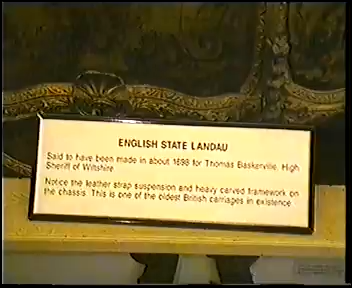 ENGLISH STATE LANDAU
Said to have been made in about 1698 for Thomas Baskerville, High
Sheriff of Wiltshire
Notice the leather strap suspension and heavy carved framework on
the chassis. This is one of the oldest British carriages in existence